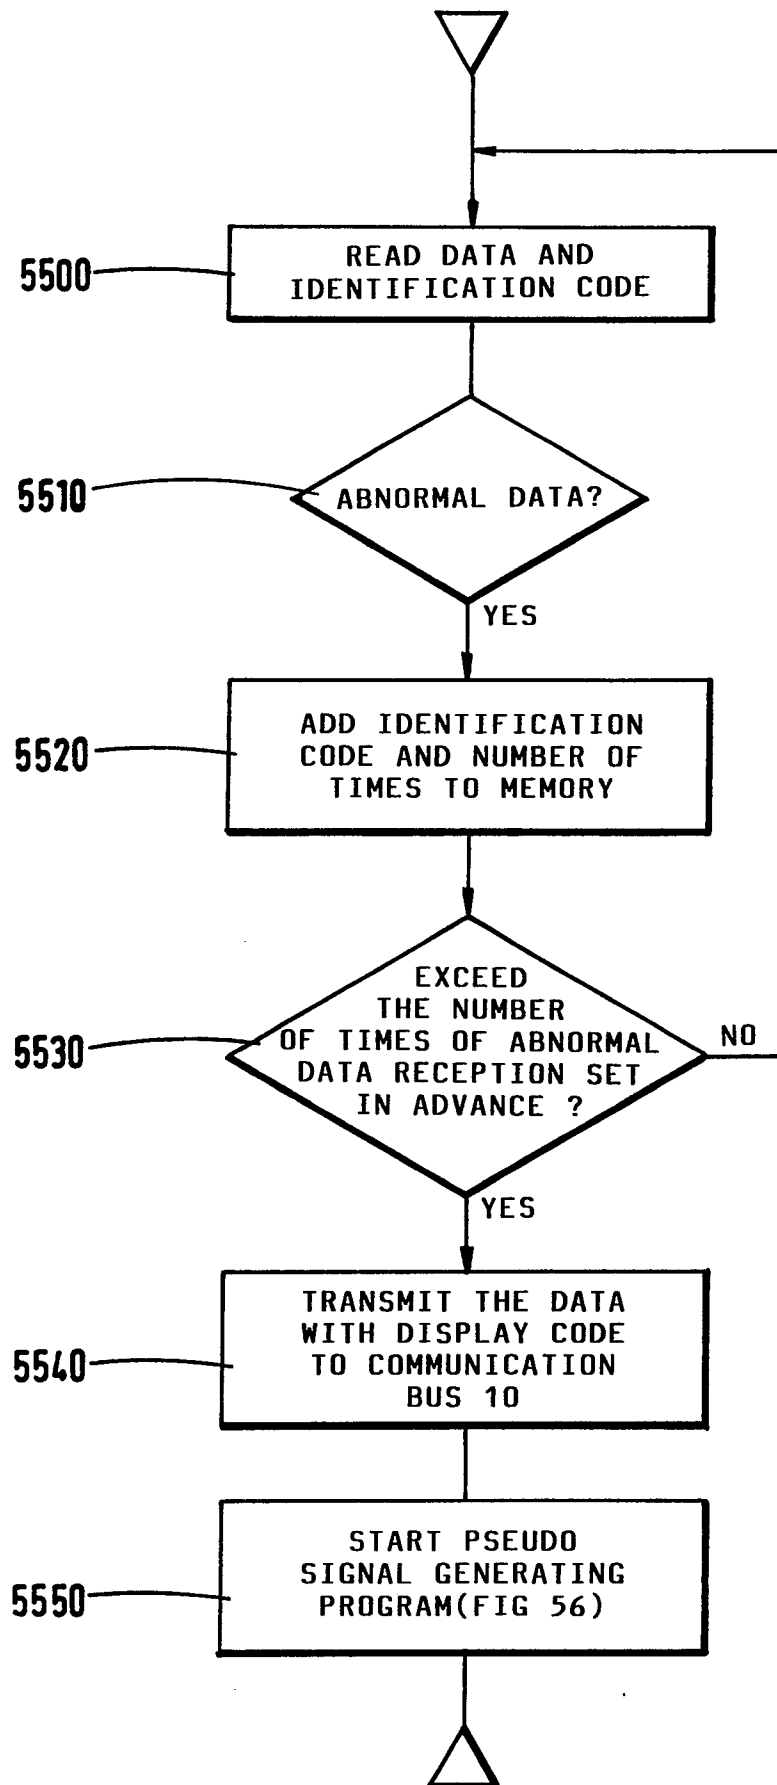 5500
READ DATA AND
IDENTIFICATION CODE
5510
ABNORMAL DATA?
YES
5520
ADD IDENTIFICATION
CODE AND NUMBER OF
TIMES TO MEMORY
5530
EXCEED
THE NUMBER
OF TIMES OF ABNORMAL
DATA RECEPTION SET
IN ADVANCE ?
NO
YES
5540
TRANSMIT THE DATA
WITH DISPLAY CODE
TO COMMUNICATION
BUS 10
5550
START PSEUDO
SIGNAL GENERATING
PROGRAM(FIG 56)